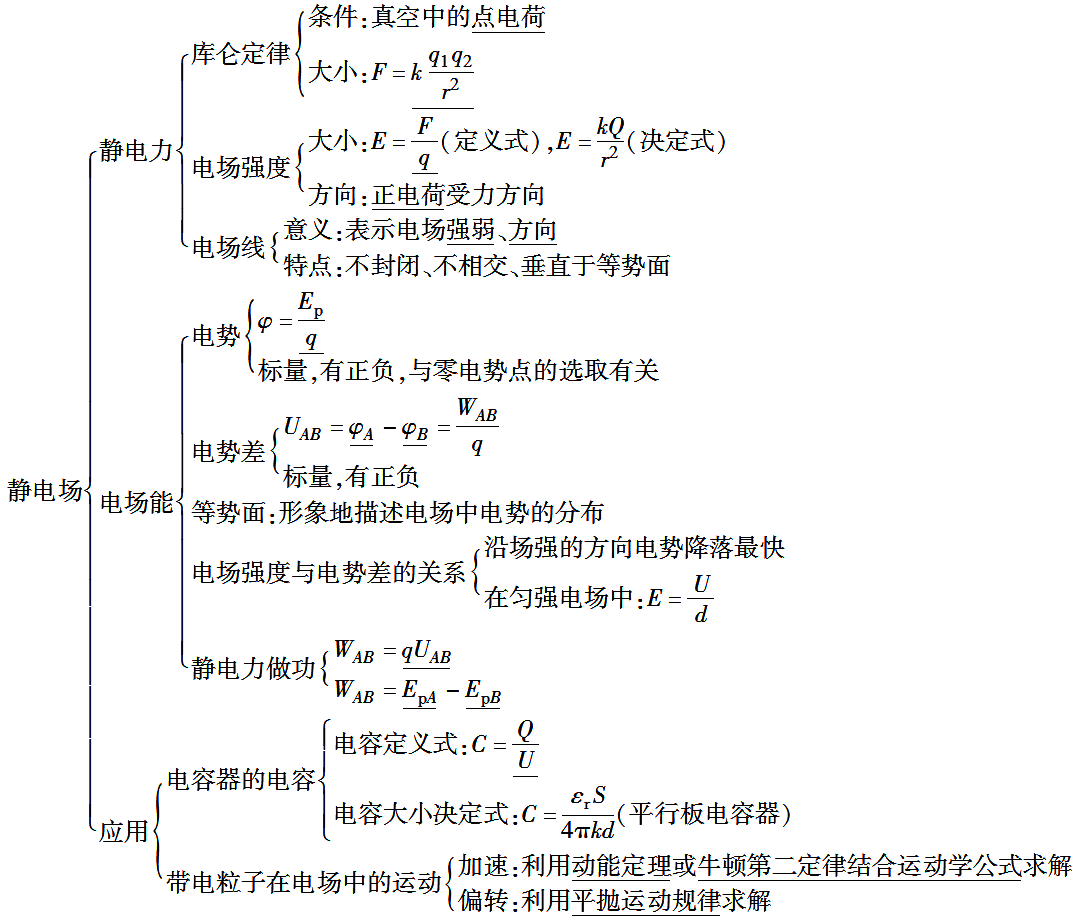 静电场
静电力
库仑定律
条件:真空中的点电荷
大小:F=k q₁q₂/r²
电场强度
大小:E=F/q(定义式),E=kQ/r²(决定式)
方向:正电荷受力方向
电场线
意义:表示电场强弱、方向
特点:不封闭、不相交、垂直于等势面
电场能
电势
φ=Eₚ/q
标量,有正负,与零电势点的选取有关
电势差
U_AB=φ_A-φ_B=W_AB/q
标量,有正负
等势面:形象地描述电场中电势的分布
电场强度与电势差的关系
沿场强的方向电势降落最快
在匀强电场中:E=U/d
静电力做功
W_AB=qU_AB
W_AB=E_pA-E_pB
应用
电容器的电容
电容定义式:C=Q/U
电容大小决定式:C=ε_rS/4πkd(平行板电容器)
带电粒子在电场中的运动
加速:利用动能定理或牛顿第二定律结合运动学公式求解
偏转:利用平抛运动规律求解